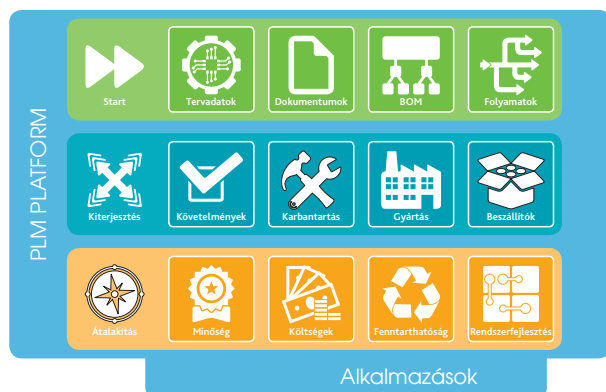 PLM PLATFORM
Start
Tervadatok
Dokumentumok
BOM
Folyamatok
Kiterjesztés
Követelmények
Karbantartás
Gyártás
Beszállítók
Átalakítás
Minőség
Költségek
Fenntarthatóság
Rendszerfejlesztés
Alkalmazások